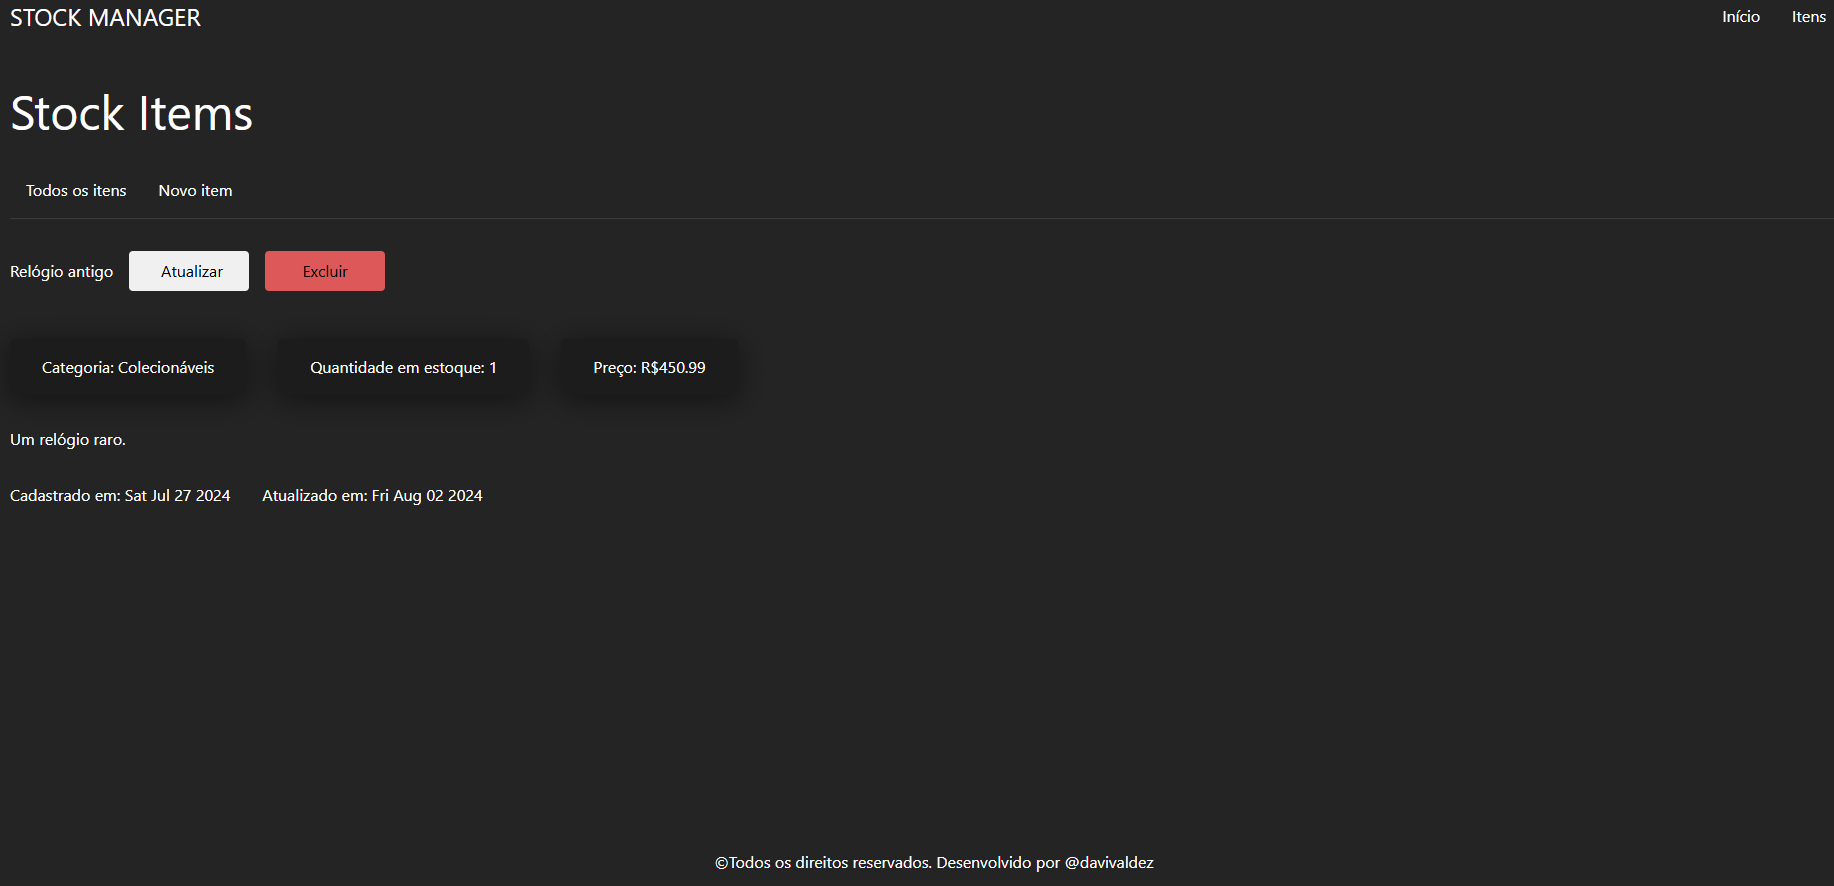 STOCK MANAGER Início Itens
Stock Items
Todos os itens Novo item
Relógio antigo Atualizar Excluir
Categoria: Colecionáveis Quantidade em estoque: 1 Preço: R$450.99
Um relógio raro.
Cadastrado em: Sat Jul 27 2024 Atualizado em: Fri Aug 02 2024
©Todos os direitos reservados. Desenvolvido por @davivaldez